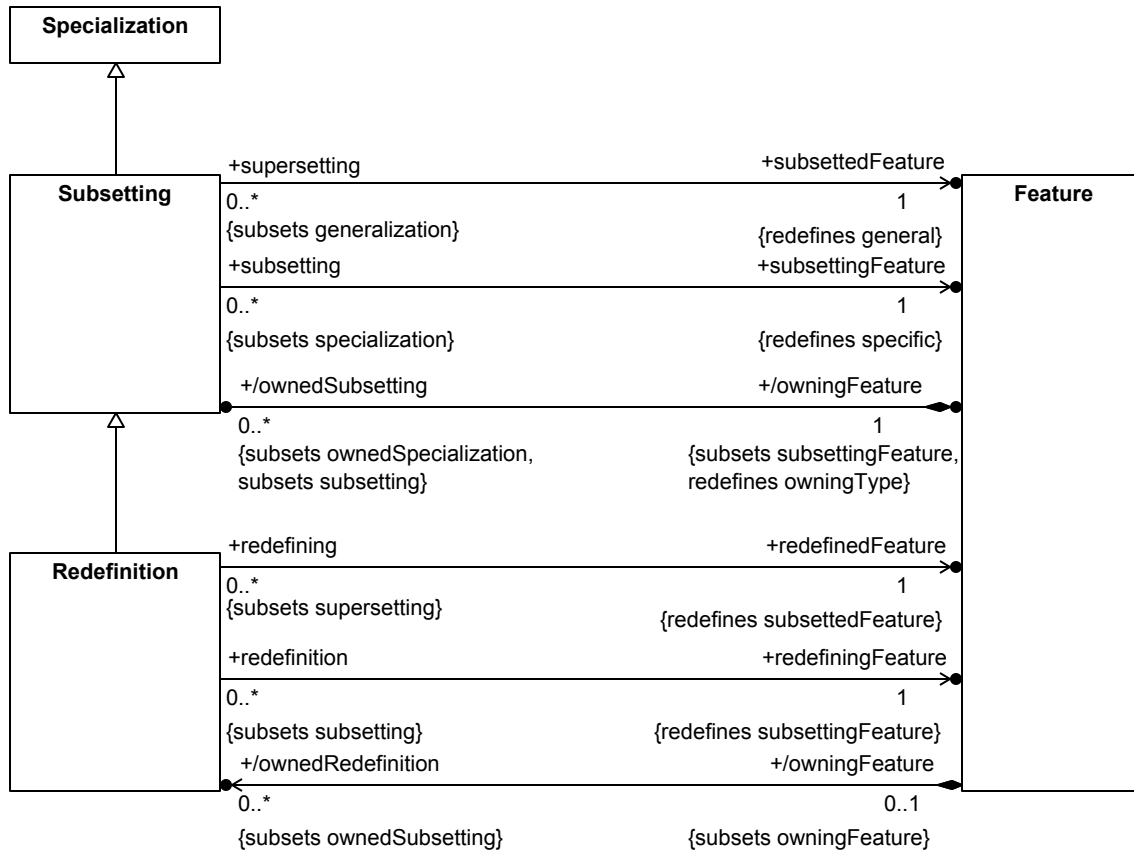 Specialization
Subsetting
Feature
+supersetting
+subsettedFeature
0..*
1
{subsets generalization}
{redefines general}
+subsetting
+subsettingFeature
0..*
1
{subsets specialization}
{redefines specific}
+/ownedSubsetting
+/owningFeature
0..*
1
{subsets ownedSpecialization,
subsets subsetting}
{subsets subsettingFeature,
redefines owningType}
Redefinition
+redefining
+redefinedFeature
0..*
1
{subsets supersetting}
{redefines subsettedFeature}
+redefinition
+redefiningFeature
0..*
1
{subsets subsetting}
{redefines subsettingFeature}
+/ownedRedefinition
+/owningFeature
0..*
0..1
{subsets ownedSubsetting}
{subsets owningFeature}